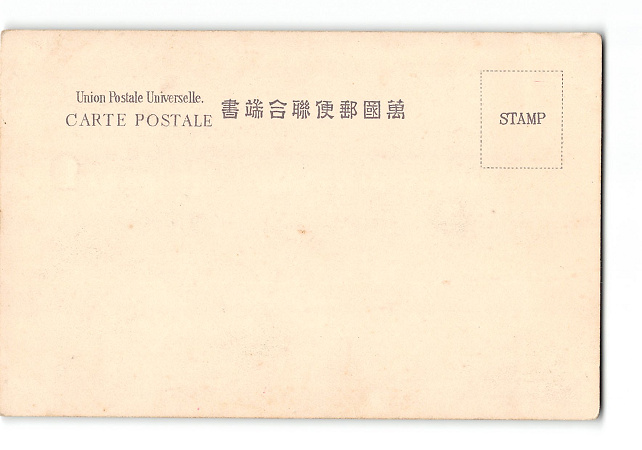 Union Postale Universelle.
CARTE POSTALE
萬國郵便聯合端書
STAMP